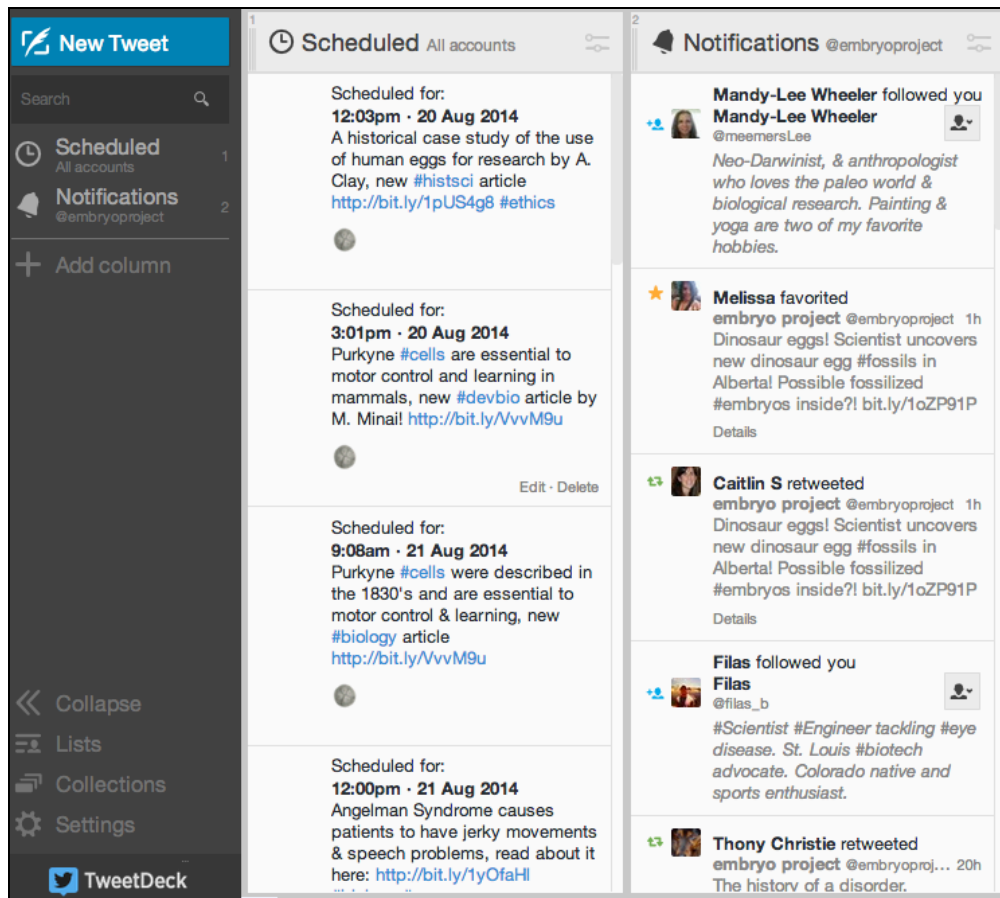 New Tweet
Search
Scheduled
All accounts
1
Notifications
@embryoproject
2
Add column
Collapse
Lists
Collections
Settings
TweetDeck
1
Scheduled All accounts
Scheduled for:
12:03pm · 20 Aug 2014
A historical case study of the use
of human eggs for research by A.
Clay, new #histsci article
http://bit.ly/1pUS4g8 #ethics
Scheduled for:
3:01pm · 20 Aug 2014
Purkyne #cells are essential to
motor control and learning in
mammals, new #devbio article by
M. Minai! http://bit.ly/VvvM9u
Edit · Delete
Scheduled for:
9:08am · 21 Aug 2014
Purkyne #cells were described in
the 1830's and are essential to
motor control & learning, new
#biology article
http://bit.ly/VvvM9u
Scheduled for:
12:00pm · 21 Aug 2014
Angelman Syndrome causes
patients to have jerky movements
& speech problems, read about it
here: http://bit.ly/1yOfaHl
2
Notifications @embryoproject
Mandy-Lee Wheeler followed you
Mandy-Lee Wheeler
@meemersLee
Neo-Darwinist, & anthropologist
who loves the paleo world &
biological research. Painting &
yoga are two of my favorite
hobbies.
Melissa favorited
embryo project @embryoproject 1h
Dinosaur eggs! Scientist uncovers
new dinosaur egg #fossils in
Alberta! Possible fossilized
#embryos inside?! bit.ly/1oZP91P
Details
Caitlin S retweeted
embryo project @embryoproject 1h
Dinosaur eggs! Scientist uncovers
new dinosaur egg #fossils in
Alberta! Possible fossilized
#embryos inside?! bit.ly/1oZP91P
Details
Filas followed you
Filas
@filas_b
#Scientist #Engineer tackling #eye
disease. St. Louis #biotech
advocate. Colorado native and
sports enthusiast.
Thony Christie retweeted
embryo project @embryoproj... 20h
The history of a disorder.